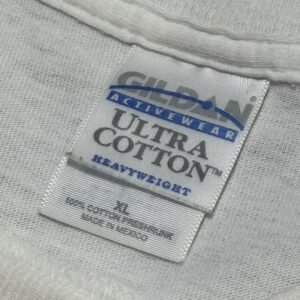 GILDAN
ACTIVEWEAR
ULTRA
COTTON™
HEAVYWEIGHT
XL
100% COTTON PRESHRUNK
MADE IN MEXICO